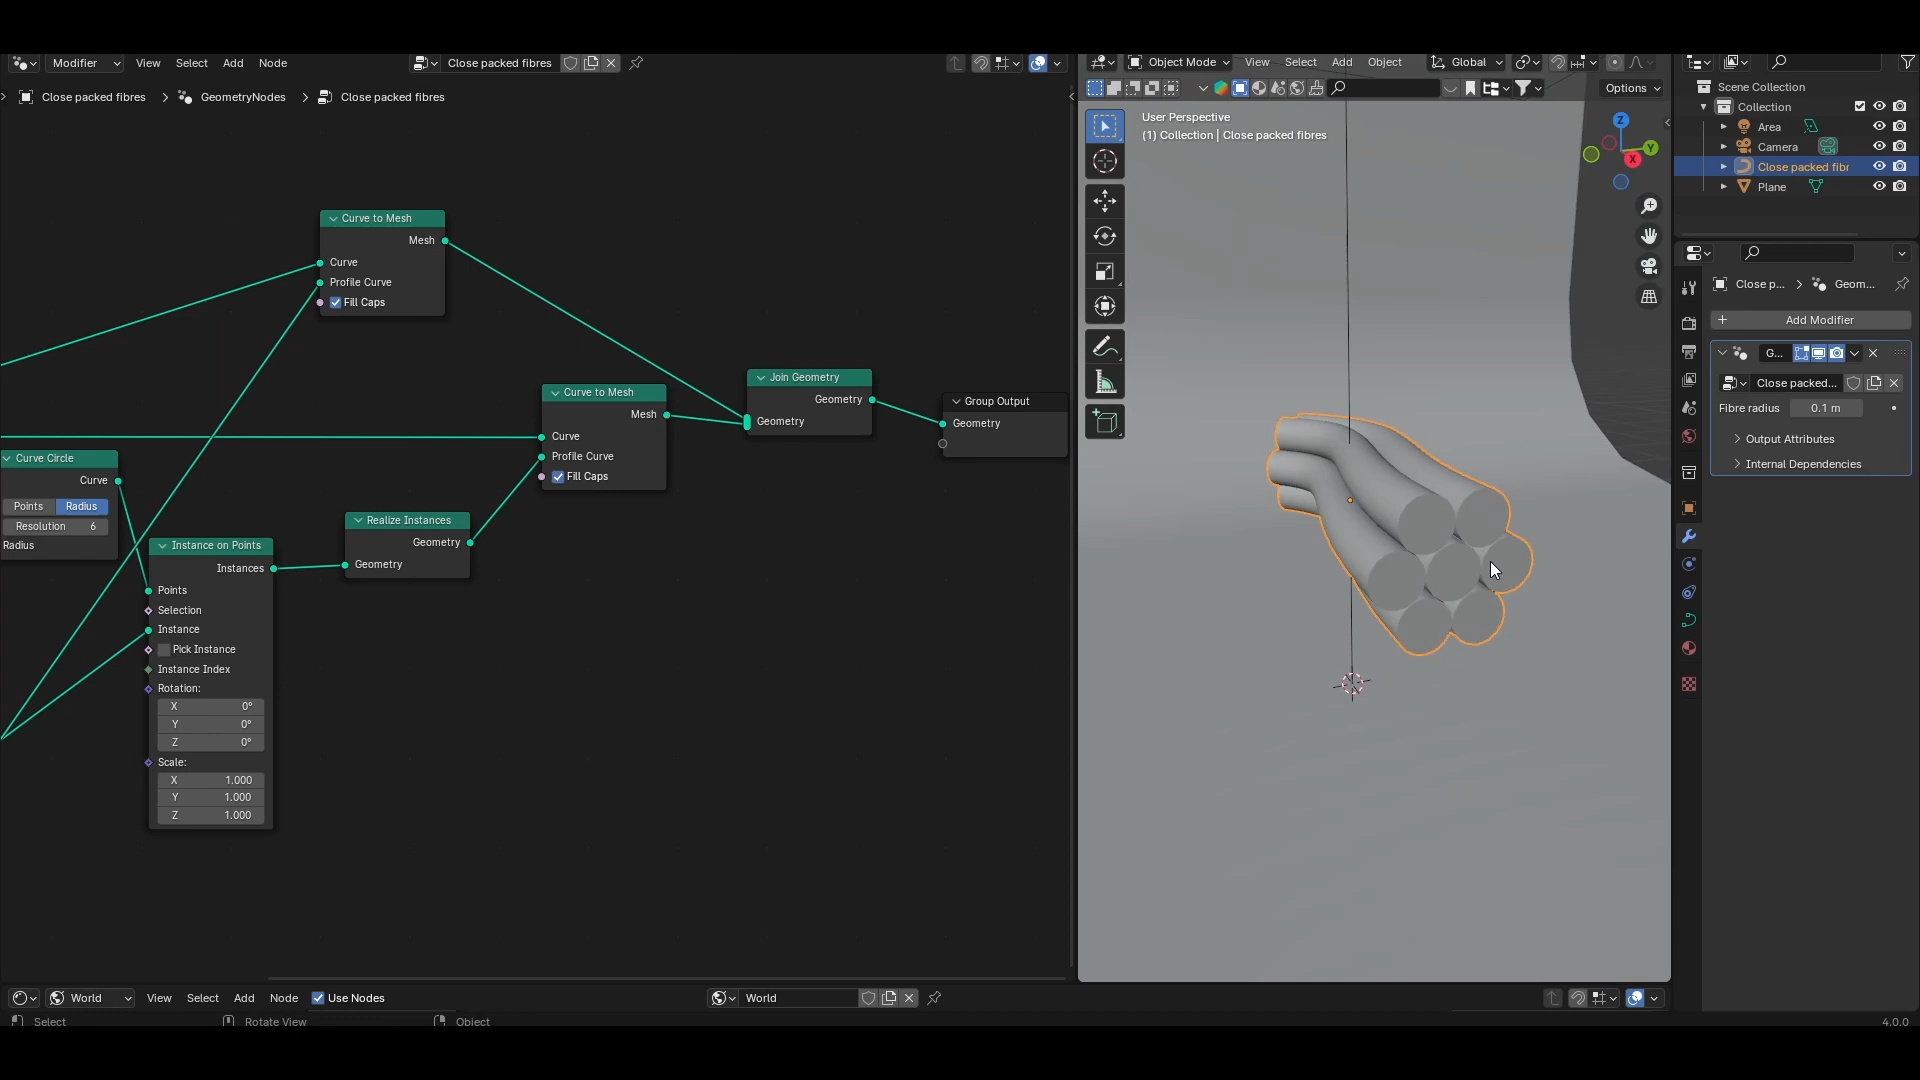 Modifier View Select Add Node Close packed fibres
Close packed fibres GeometryNodes Close packed fibres
Curve to Mesh
Mesh
Curve
Profile Curve
Fill Caps
Curve Circle
Curve
Points Radius
Resolution 6
Radius
Instance on Points
Instances
Points
Selection
Instance
Pick Instance
Instance Index
Rotation:
X 0°
Y 0°
Z 0°
Scale:
X 1.000
Y 1.000
Z 1.000
Realize Instances
Geometry
Geometry
Curve to Mesh
Mesh
Curve
Profile Curve
Fill Caps
Join Geometry
Geometry
Geometry
Group Output
Geometry
Object Mode View Select Add Object Global
Options
User Perspective
(1) Collection | Close packed fibres
Z
Y
X
Scene Collection
Collection
Area
Camera
Close packed fibr
Plane
Close p... Geom...
Add Modifier
G...
Close packed...
Fibre radius 0.1 m
Output Attributes
Internal Dependencies
World View Select Add Node Use Nodes World
Select Rotate View Object 4.0.0